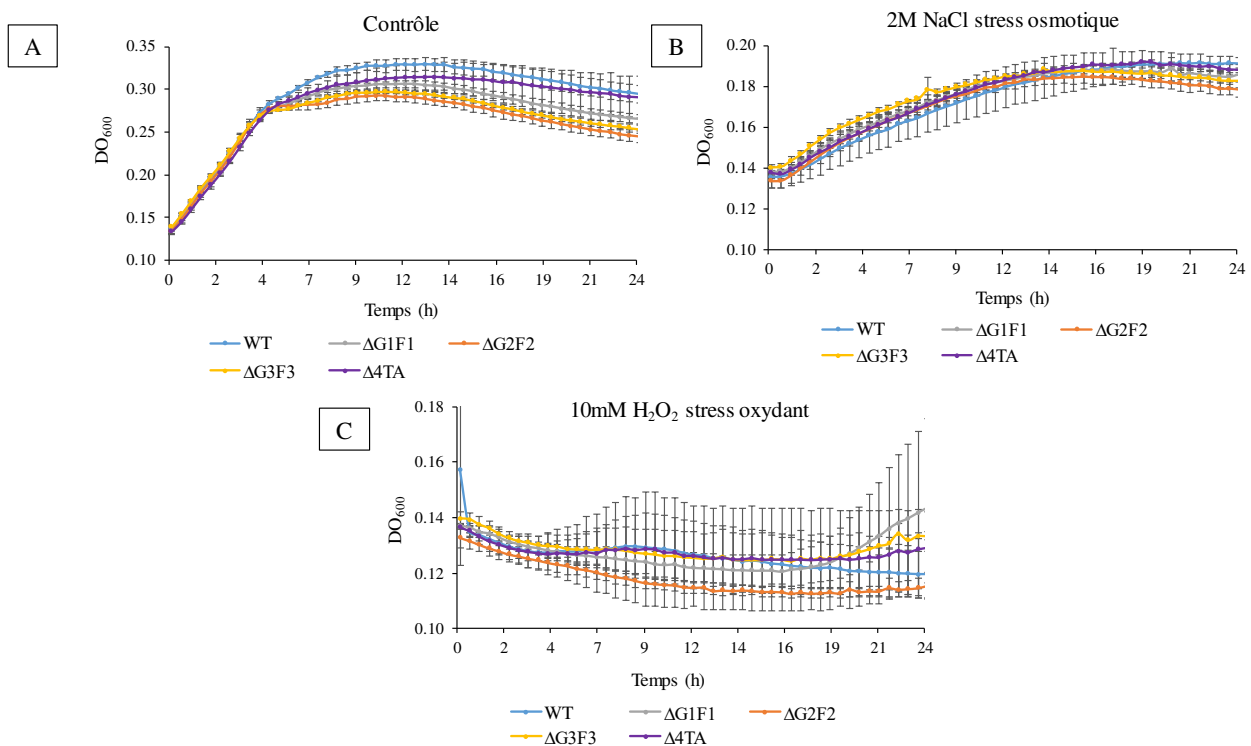 A
Contrôle
DO₆₀₀
0.35
0.30
0.25
0.20
0.15
0.10
0 2 4 7 9 12 14 16 19 21 24
Temps (h)
WT ΔG1F1 ΔG2F2
ΔG3F3 Δ4TA
B
2M NaCl stress osmotique
DO₆₀₀
0.20
0.18
0.16
0.14
0.12
0.10
0 2 4 7 9 12 14 16 19 21 24
Temps (h)
WT ΔG1F1 ΔG2F2
ΔG3F3 Δ4TA
C
10mM H₂O₂ stress oxydant
DO₆₀₀
0.18
0.16
0.14
0.12
0.10
0 2 4 7 9 12 14 16 19 21 24
Temps (h)
WT ΔG1F1 ΔG2F2
ΔG3F3 Δ4TA